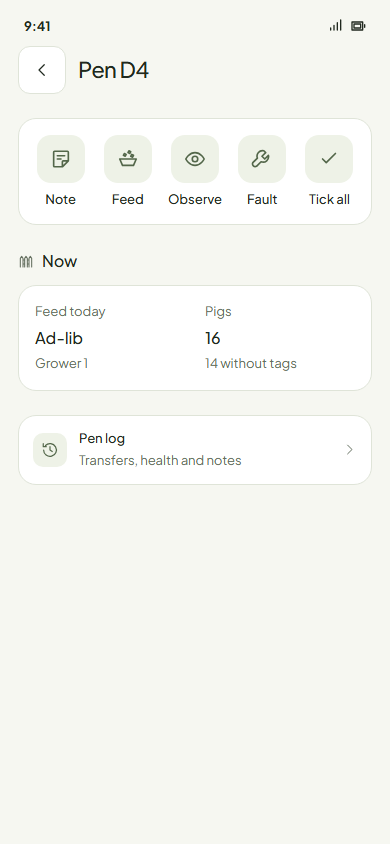 9:41
Pen D4
Note
Feed
Observe
Fault
Tick all
Now
Feed today
Pigs
Ad-lib
16
Grower 1
14 without tags
Pen log
Transfers, health and notes